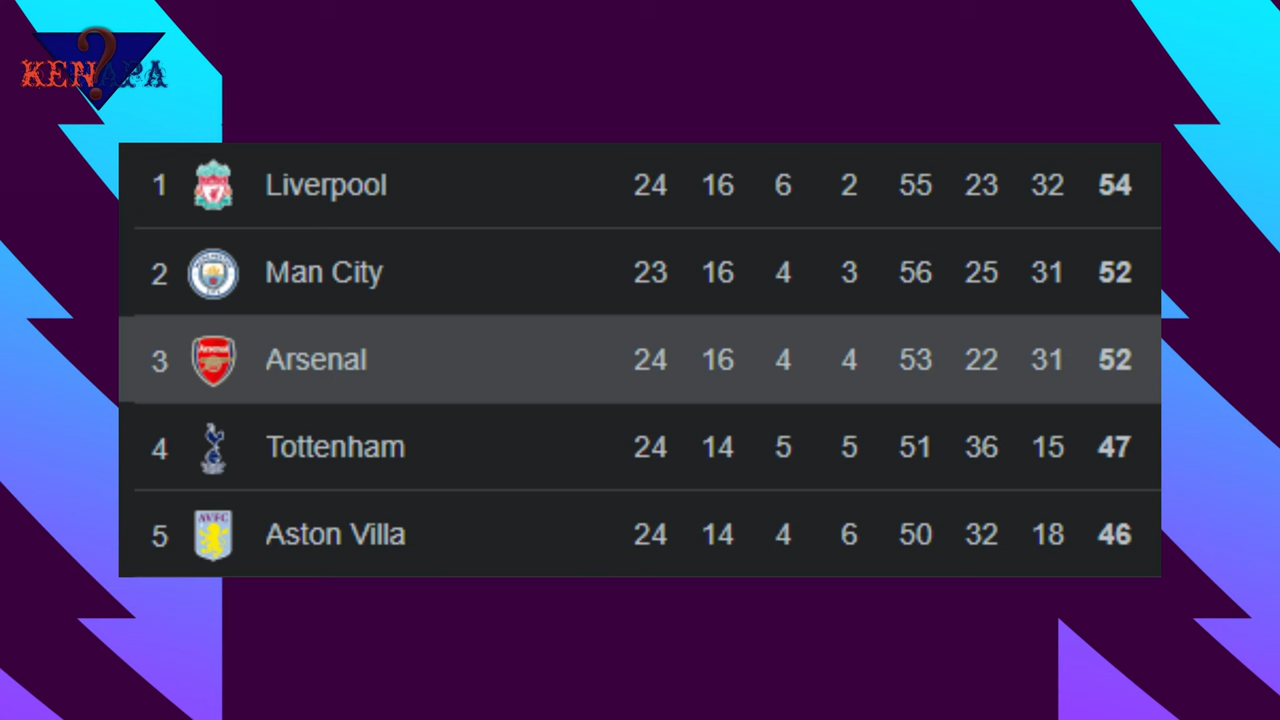 KENAPA
?
1 Liverpool 24 16 6 2 55 23 32 54
2 Man City 23 16 4 3 56 25 31 52
3 Arsenal 24 16 4 4 53 22 31 52
4 Tottenham 24 14 5 5 51 36 15 47
5 Aston Villa 24 14 4 6 50 32 18 46
Arsenal
AVFC